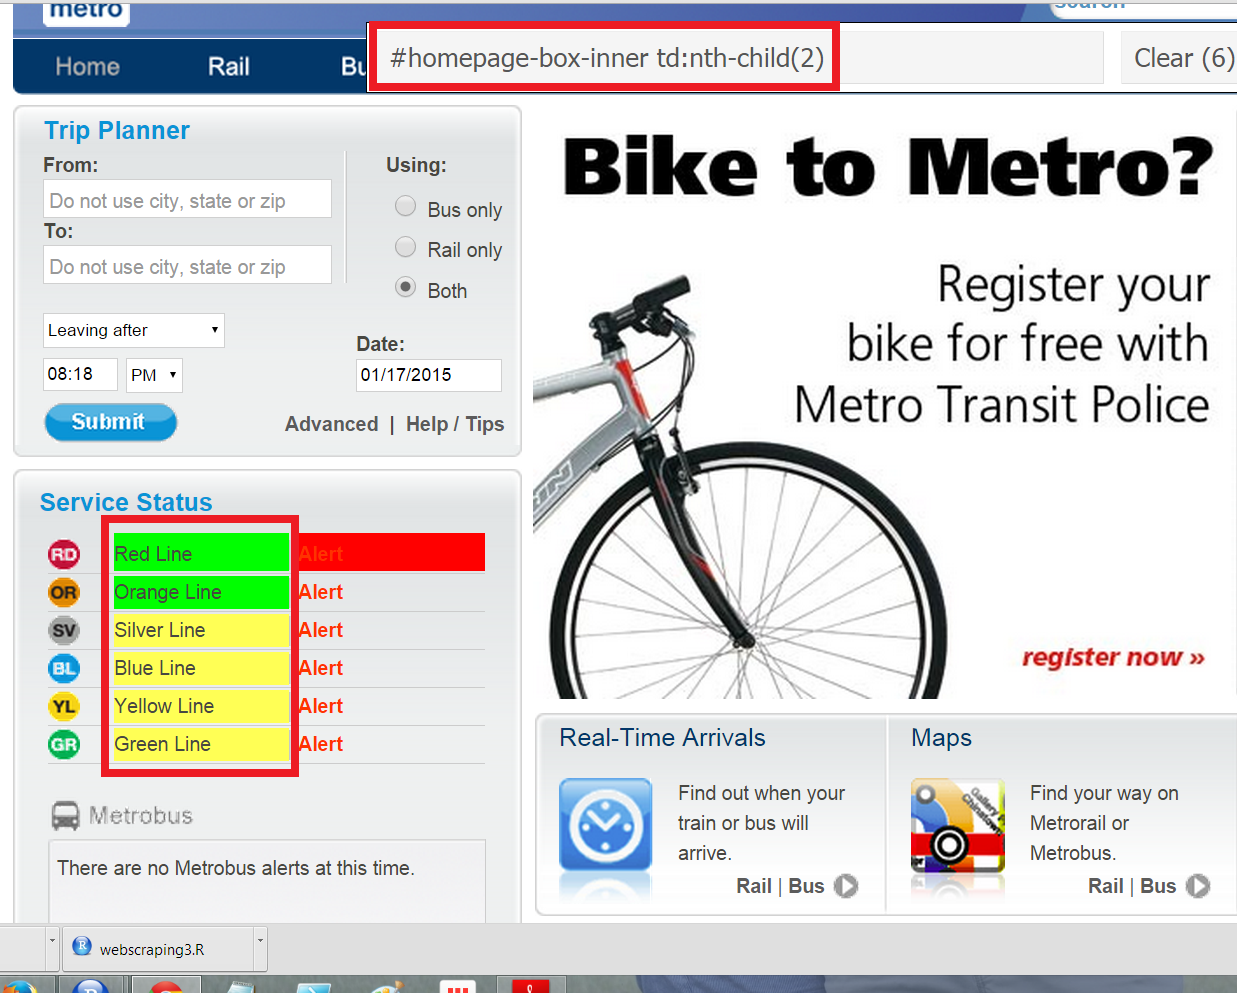 metro
search
Home Rail
#homepage-box-inner td:nth-child(2)
Clear (6)
Trip Planner
From:
Do not use city, state or zip
To:
Do not use city, state or zip
Using:
Bus only
Rail only
Both
Leaving after
08:18 PM
Date:
01/17/2015
Submit
Advanced | Help / Tips
Bike to Metro?
Register your
bike for free with
Metro Transit Police
register now »
Service Status
RD Red Line Alert
OR Orange Line Alert
SV Silver Line Alert
BL Blue Line Alert
YL Yellow Line Alert
GR Green Line Alert
Metrobus
There are no Metrobus alerts at this time.
Real-Time Arrivals
Find out when your
train or bus will
arrive.
Rail | Bus
Maps
Find your way on
Metrorail or
Metrobus.
Rail | Bus
webscraping3.R